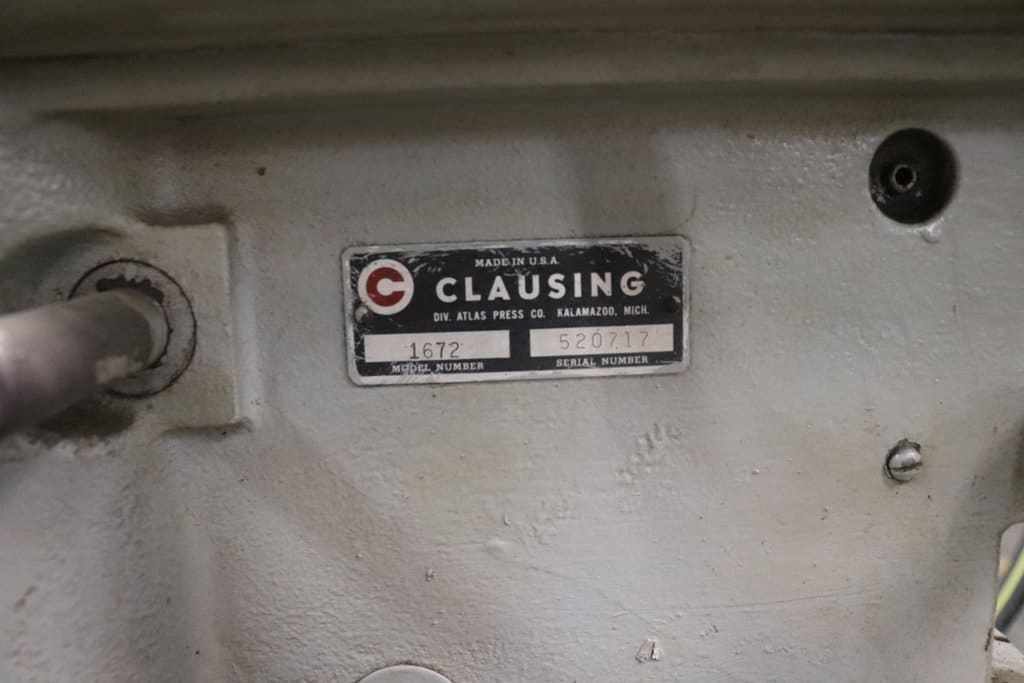 MADE IN U.S.A.
C CLAUSING
DIV. ATLAS PRESS CO. KALAMAZOO, MICH.
1672 520717
MODEL NUMBER SERIAL NUMBER